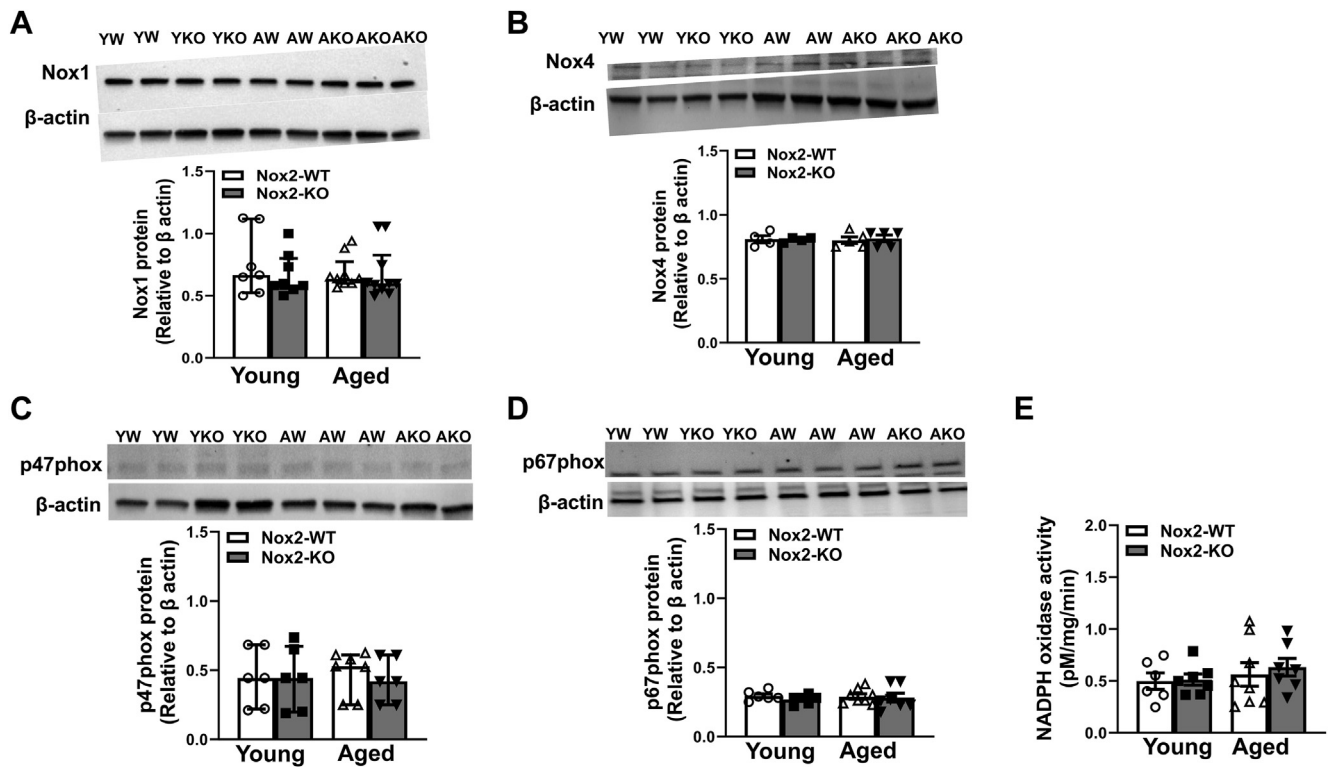 A
YW YW YKO YKO AW AW AKO AKO AKO
Nox1
β-actin
Nox1 protein
(Relative to β actin)
1.5
1.0
0.5
0.0
Nox2-WT
Nox2-KO
Young Aged
B
YW YW YKO YKO AW AW AKO AKO AKO
Nox4
β-actin
Nox4 protein
(Relative to β actin)
1.5
1.0
0.5
0.0
Nox2-WT
Nox2-KO
Young Aged
C
YW YW YKO YKO AW AW AW AKO AKO
p47phox
β-actin
p47phox protein
(Relative to β actin)
1.5
1.0
0.5
0.0
Nox2-WT
Nox2-KO
Young Aged
D
YW YW YKO YKO AW AW AW AKO AKO
p67phox
β-actin
p67phox protein
(Relative to β actin)
1.5
1.0
0.5
0.0
Nox2-WT
Nox2-KO
Young Aged
E
NADPH oxidase activity
(pM/mg/min)
2.0
1.5
1.0
0.5
0.0
Nox2-WT
Nox2-KO
Young Aged